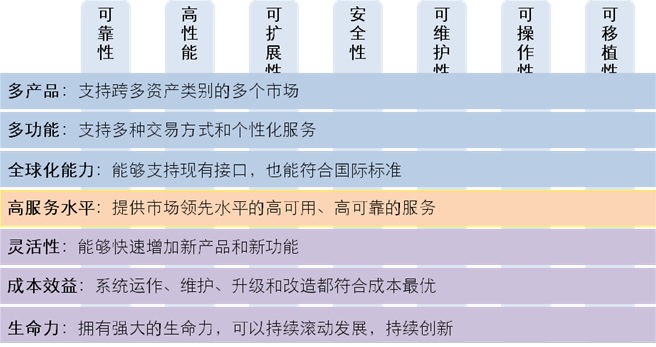 可靠性
高性能
可扩展性
安全性
可维护性
可操作性
可移植性
多产品：支持跨多资产类别的多个市场
多功能：支持多种交易方式和个性化服务
全球化能力：能够支持现有接口，也能符合国际标准
高服务水平：提供市场领先水平的高可用、高可靠的服务
灵活性：能够快速增加新产品和新功能
成本效益：系统运作、维护、升级和改造都符合成本最优
生命力：拥有强大的生命力，可以持续滚动发展，持续创新